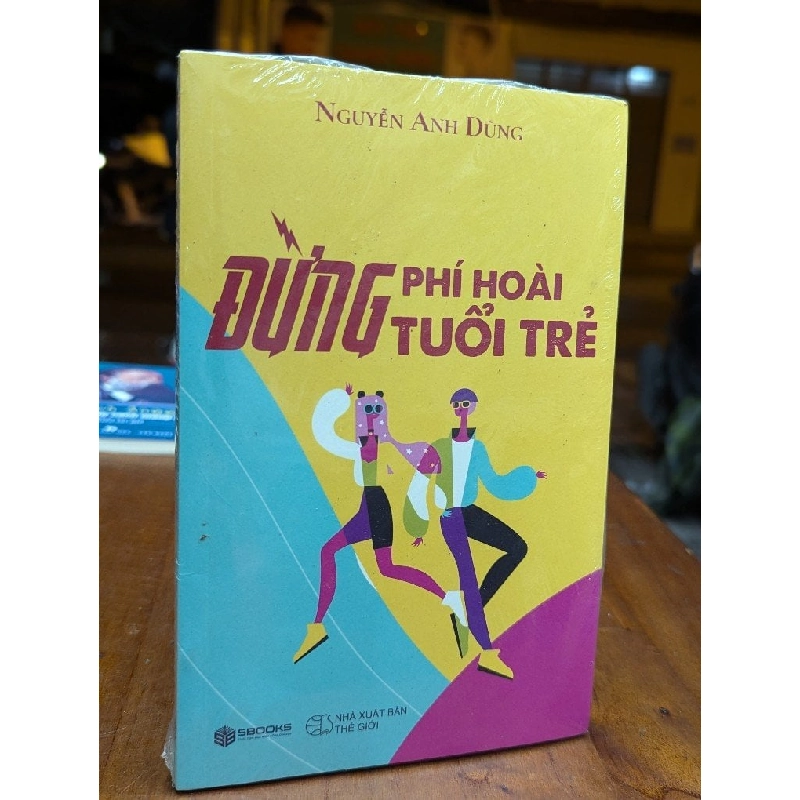 NGUYỄN ANH DŨNG
ĐỪNG
PHÍ HOÀI
TUỔI TRẺ
SBOOKS
NHÀ XUẤT BẢN
THẾ GIỚI